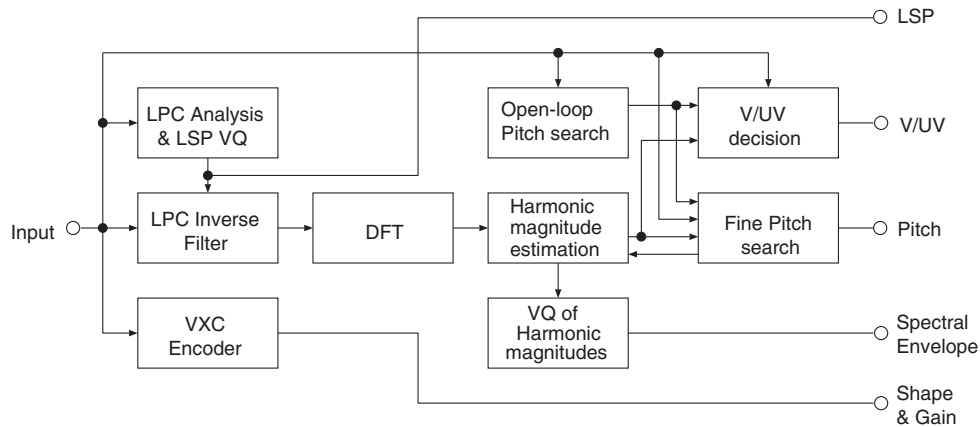 LSP
LPC Analysis
& LSP VQ
Open-loop
Pitch search
V/UV
decision
V/UV
Input
LPC Inverse
Filter
DFT
Harmonic
magnitude
estimation
Fine Pitch
search
Pitch
VXC
Encoder
VQ of
Harmonic
magnitudes
Spectral
Envelope
Shape
& Gain